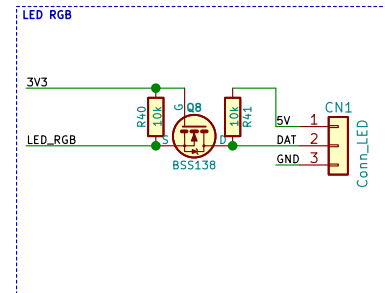 LED RGB
3V3
R40
10k
G
Q8
S
D
BSS138
10k
R41
LED_RGB
CN1
5V
1
DAT
2
GND
3
Conn_LED